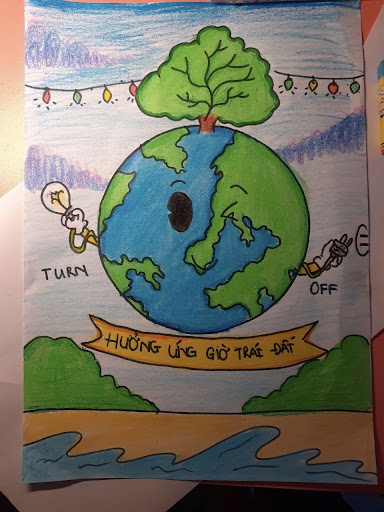 TURN
OFF
HƯỞNG ỨNG GIỜ TRÁI ĐẤT